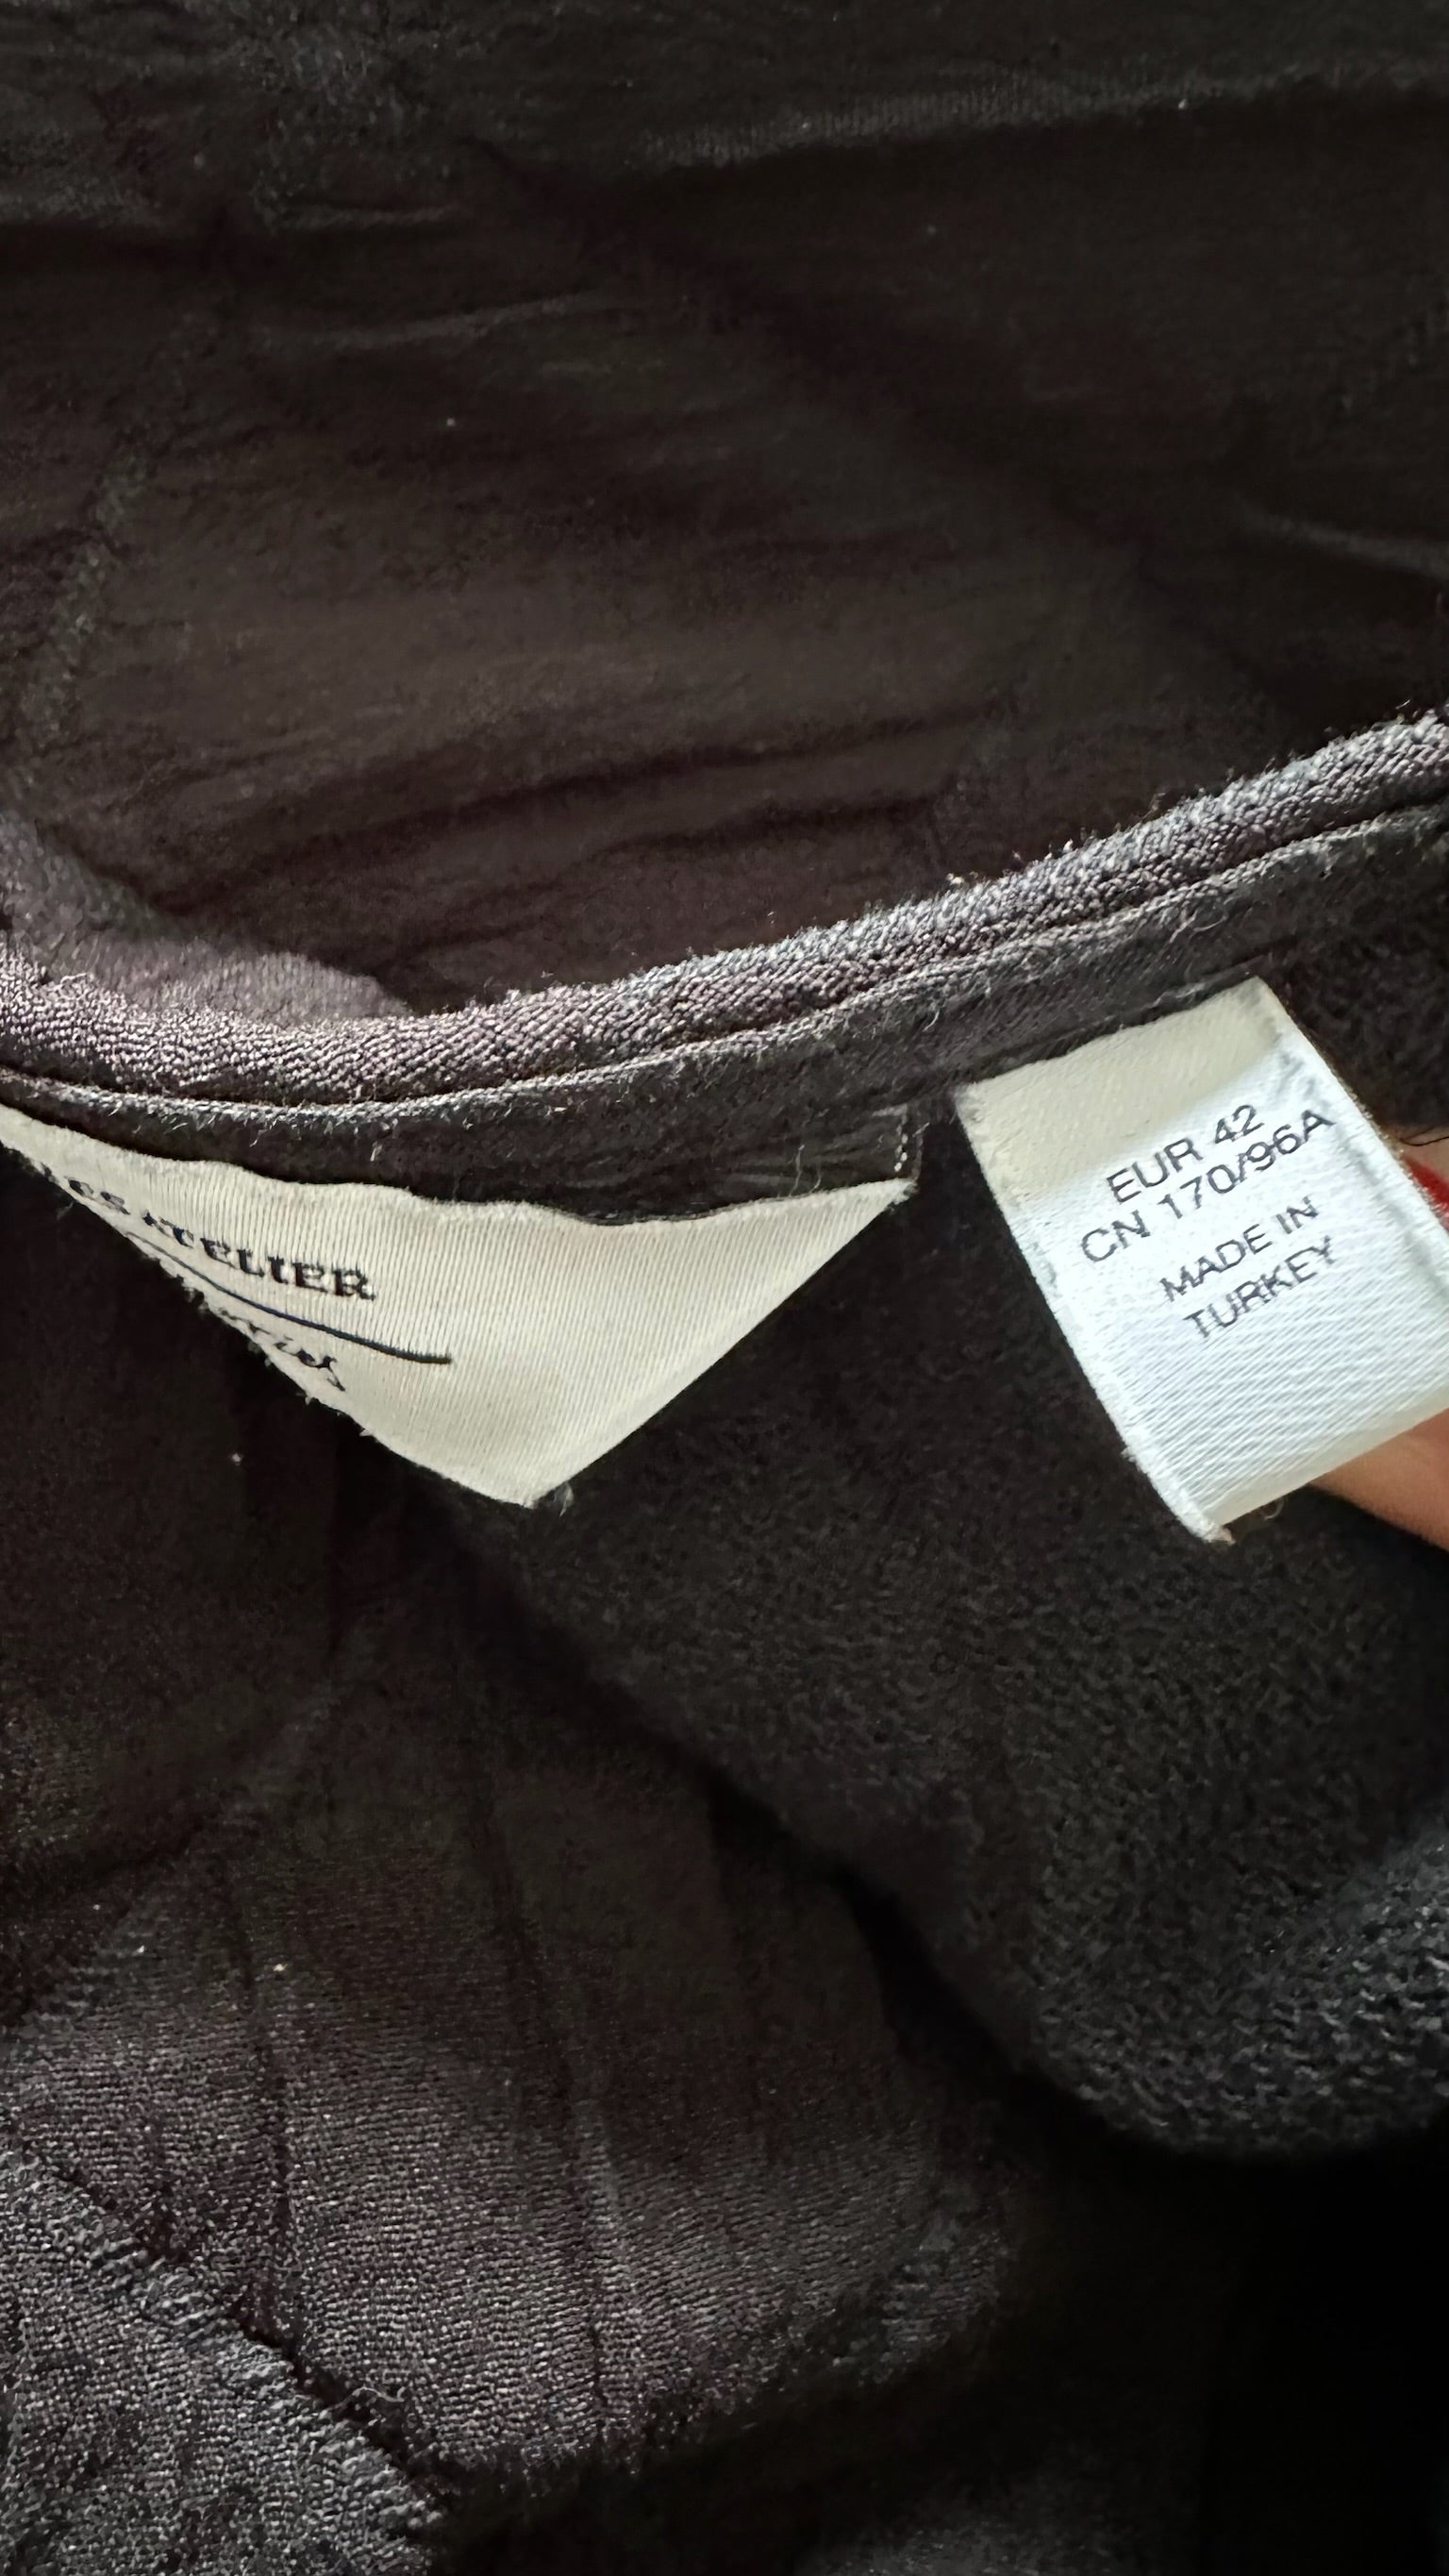 ATELIER
EUR 42
CN 170/96A
MADE IN
TURKEY